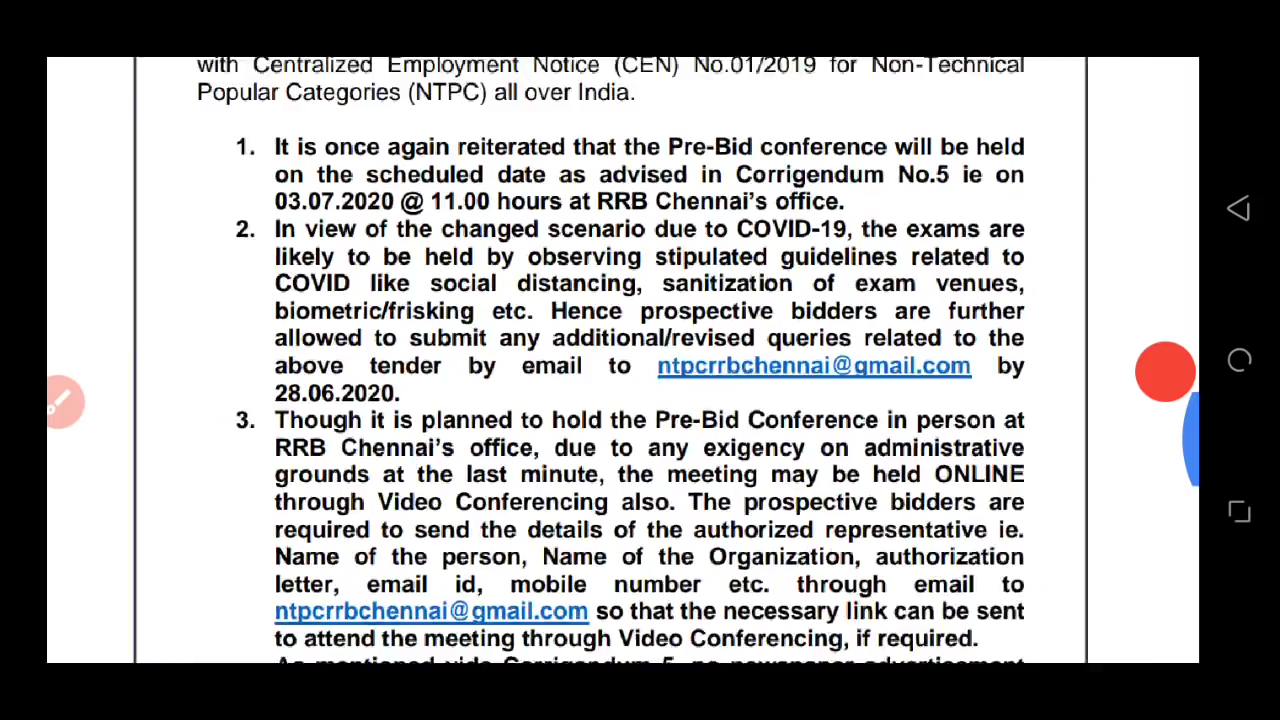 with Centralized Employment Notice (CEN) No.01/2019 for Non-Technical
Popular Categories (NTPC) all over India.
1. It is once again reiterated that the Pre-Bid conference will be held
on the scheduled date as advised in Corrigendum No.5 ie on
03.07.2020 @ 11.00 hours at RRB Chennai's office.
2. In view of the changed scenario due to COVID-19, the exams are
likely to be held by observing stipulated guidelines related to
COVID like social distancing, sanitization of exam venues,
biometric/frisking etc. Hence prospective bidders are further
allowed to submit any additional/revised queries related to the
above tender by email to ntpcrrbchennai@gmail.com by
28.06.2020.
3. Though it is planned to hold the Pre-Bid Conference in person at
RRB Chennai's office, due to any exigency on administrative
grounds at the last minute, the meeting may be held ONLINE
through Video Conferencing also. The prospective bidders are
required to send the details of the authorized representative ie.
Name of the person, Name of the Organization, authorization
letter, email id, mobile number etc. through email to
ntpcrrbchennai@gmail.com so that the necessary link can be sent
to attend the meeting through Video Conferencing, if required.
As mentioned vide Corrigendum 5, no newspaper advertisement